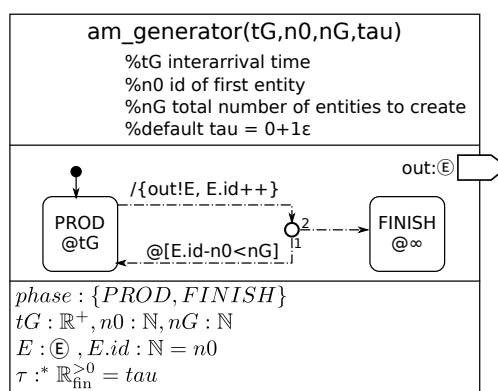 am_generator(tG,n0,nG,tau)
%tG interarrival time
%n0 id of first entity
%nG total number of entities to create
%default tau = 0+1ε
out:Ⓔ
/{out!E, E.id++}
PROD
@tG
2
1
FINISH
@∞
@[E.id-n0<nG]
phase : {PROD, FINISH}
tG : ℝ⁺, n0 : ℕ, nG : ℕ
E : Ⓔ , E.id : ℕ = n0
τ :* ℝ_fin^>0 = tau